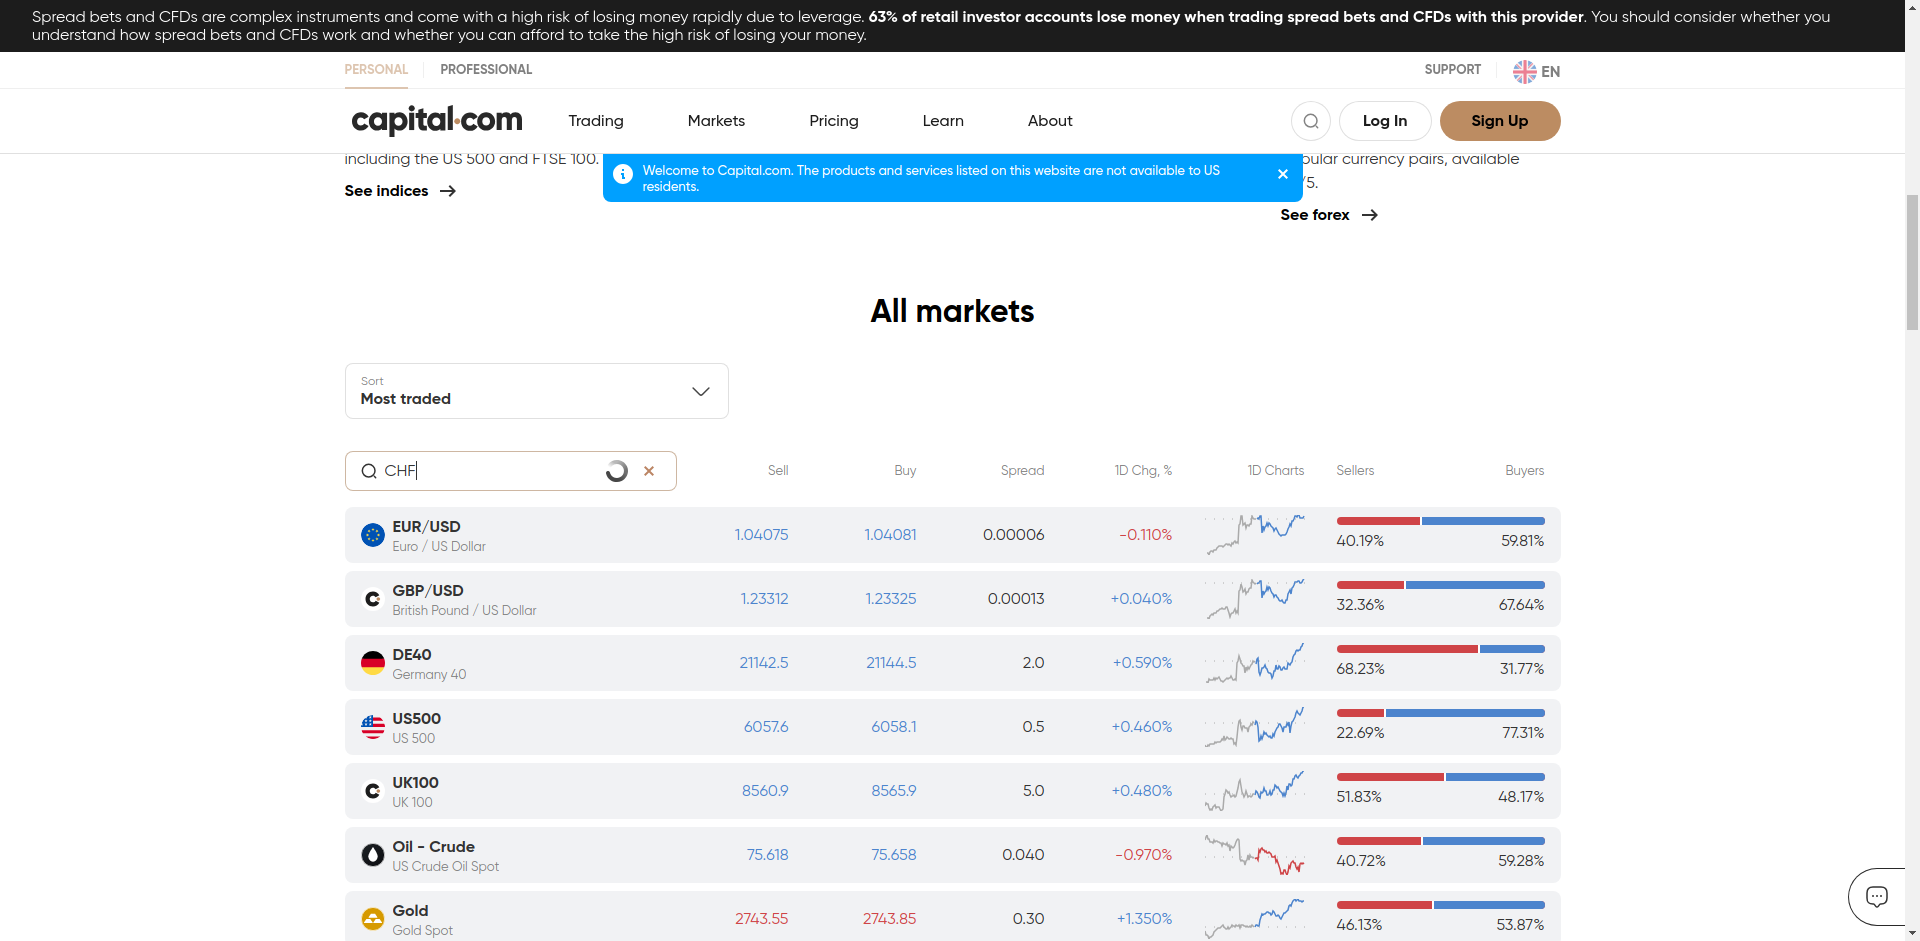 Spread bets and CFDs are complex instruments and come with a high risk of losing money rapidly due to leverage. 63% of retail investor accounts lose money when trading spread bets and CFDs with this provider. You should consider whether you
understand how spread bets and CFDs work and whether you can afford to take the high risk of losing your money.
PERSONAL PROFESSIONAL SUPPORT EN
capital.com Trading Markets Pricing Learn About Log In Sign Up
including the US 500 and FTSE 100.
Welcome to Capital.com. The products and services listed on this website are not available to US
residents.
currency pairs, available
/5.
See indices
See forex
All markets
Sort
Most traded
CHF Sell Buy Spread 1D Chg, % 1D Charts Sellers Buyers
EUR/USD
Euro / US Dollar
1.04075 1.04081 0.00006 -0.110% 40.19% 59.81%
GBP/USD
British Pound / US Dollar
1.23312 1.23325 0.00013 +0.040% 32.36% 67.64%
DE40
Germany 40
21142.5 21144.5 2.0 +0.590% 68.23% 31.77%
US500
US 500
6057.6 6058.1 0.5 +0.460% 22.69% 77.31%
UK100
UK 100
8560.9 8565.9 5.0 +0.480% 51.83% 48.17%
Oil - Crude
US Crude Oil Spot
75.618 75.658 0.040 -0.970% 40.72% 59.28%
Gold
Gold Spot
2743.55 2743.85 0.30 +1.350% 46.13% 53.87%